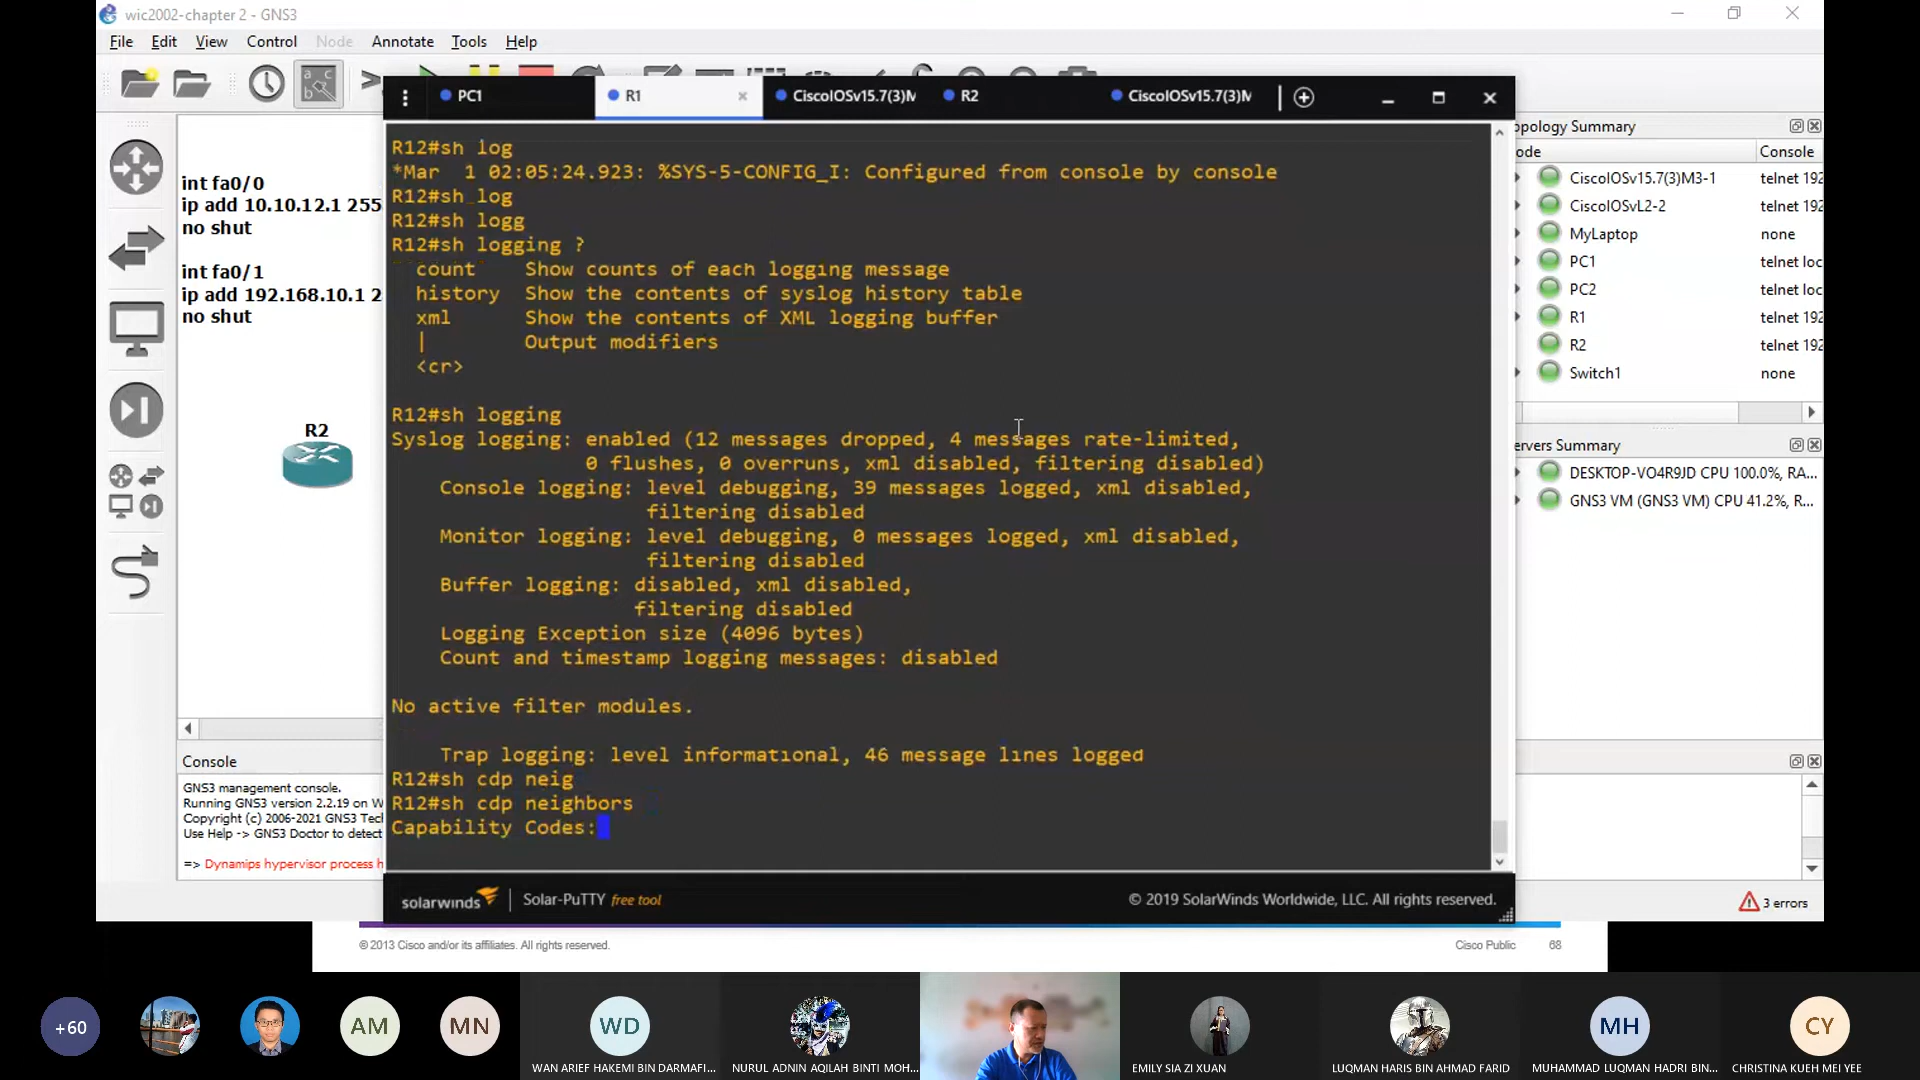 wic2002-chapter 2 - GNS3
File Edit View Control Node Annotate Tools Help
PC1 R1 CiscoIOSv15.7(3)M R2 CiscoIOSv15.7(3)M
int fa0/0
ip add 10.10.12.1 255
no shut
int fa0/1
ip add 192.168.10.1 2
no shut
R2
R12#sh log
*Mar  1 02:05:24.923: %SYS-5-CONFIG_I: Configured from console by console
R12#sh log
R12#sh logg
R12#sh logging ?
count    Show counts of each logging message
history  Show the contents of syslog history table
xml      Show the contents of XML logging buffer
|        Output modifiers
<cr>
R12#sh logging
Syslog logging: enabled (12 messages dropped, 4 messages rate-limited,
0 flushes, 0 overruns, xml disabled, filtering disabled)
Console logging: level debugging, 39 messages logged, xml disabled,
filtering disabled
Monitor logging: level debugging, 0 messages logged, xml disabled,
filtering disabled
Buffer logging: disabled, xml disabled,
filtering disabled
Logging Exception size (4096 bytes)
Count and timestamp logging messages: disabled
No active filter modules.
Trap logging: level informational, 46 message lines logged
R12#sh cdp neig
R12#sh cdp neighbors
Capability Codes:
solarwinds Solar-PuTTY free tool
© 2019 SolarWinds Worldwide, LLC. All rights reserved.
opology Summary
ode Console
CiscoIOSv15.7(3)M3-1 telnet 192
CiscoIOSvL2-2 telnet 192
MyLaptop none
PC1 telnet loc
PC2 telnet loc
R1 telnet 192
R2 telnet 192
Switch1 none
ervers Summary
DESKTOP-VO4R9JD CPU 100.0%, RA...
GNS3 VM (GNS3 VM) CPU 41.2%, R...
Console
GNS3 management console.
Running GNS3 version 2.2.19 on W
Copyright (c) 2006-2021 GNS3 Tec
Use Help -> GNS3 Doctor to detect
=> Dynamips hypervisor process h
3 errors
© 2013 Cisco and/or its affiliates. All rights reserved.
Cisco Public 68
+60
AM
MN
WD
MH
CY
WAN ARIEF HAKEMI BIN DARMAFI...
NURUL ADNIN AQILAH BINTI MOH...
EMILY SIA ZI XUAN
LUQMAN HARIS BIN AHMAD FARID
MUHAMMAD LUQMAN HADRI BIN...
CHRISTINA KUEH MEI YEE